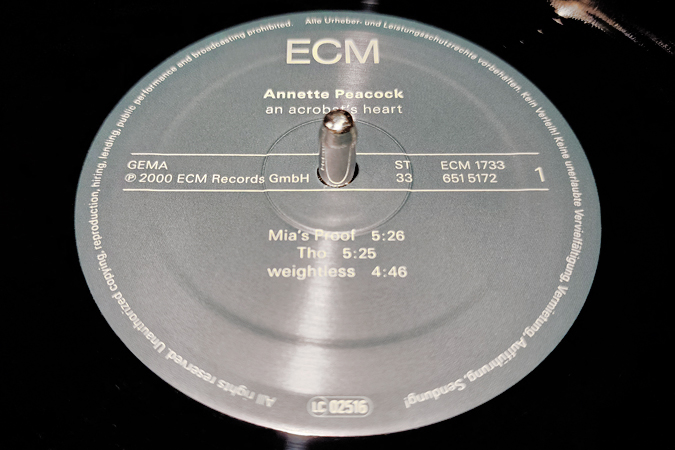 ECM
Annette Peacock
an acrobat's heart
GEMA ST ECM 1733
℗ 2000 ECM Records GmbH 33 651 5172 1
Mia's Proof 5:26
Tho 5:25
weightless 4:46
LC 02516
All rights reserved. Unauthorized copying, reproduction, hiring, lending, public performance and broadcasting prohibited. Alle Urheber- und Leistungsschutzrechte vorbehalten. Kein Verleih! Keine unerlaubte Vervielfältigung, Vermietung, Aufführung, Sendung!